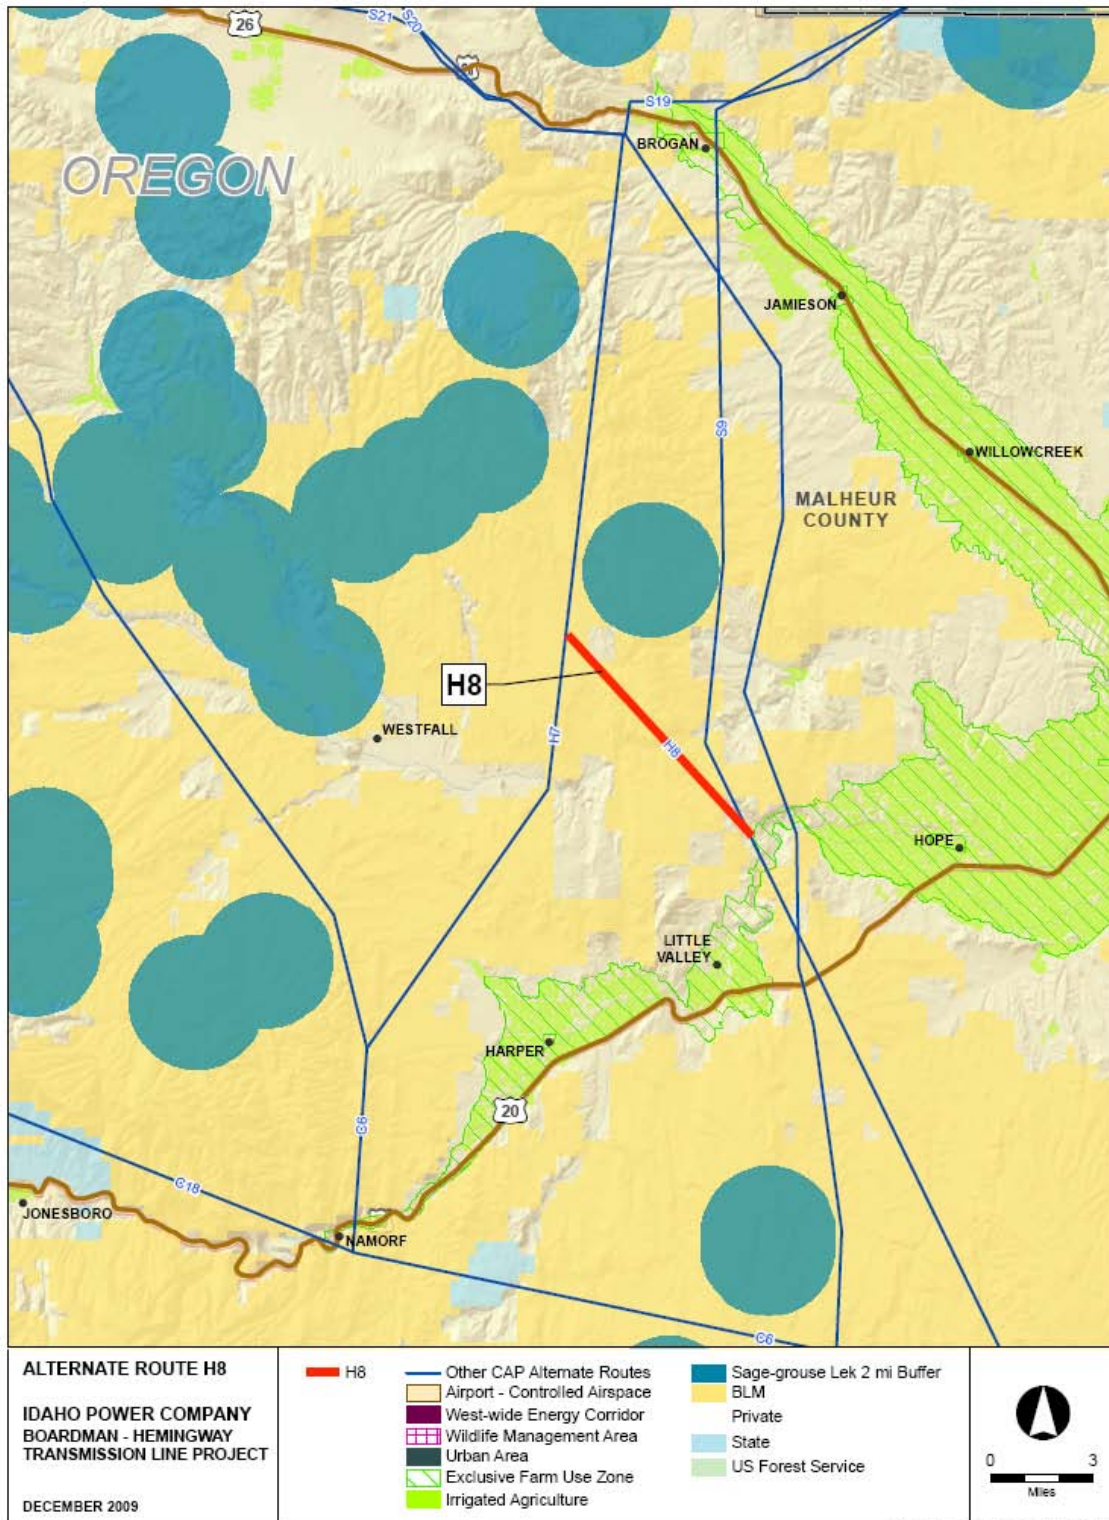 S21
S20
26
S19
BROGAN
OREGON
JAMIESON
S9
WILLOWCREEK
MALHEUR
COUNTY
H8
WESTFALL
H7
H8
HOPE
LITTLE
VALLEY
HARPER
20
C6
C18
JONESBORO
NAMORF
C6
ALTERNATE ROUTE H8
IDAHO POWER COMPANY
BOARDMAN - HEMINGWAY
TRANSMISSION LINE PROJECT
DECEMBER 2009
H8
Other CAP Alternate Routes
Airport - Controlled Airspace
West-wide Energy Corridor
Wildlife Management Area
Urban Area
Exclusive Farm Use Zone
Irrigated Agriculture
Sage-grouse Lek 2 mi Buffer
BLM
Private
State
US Forest Service
0 3
Miles